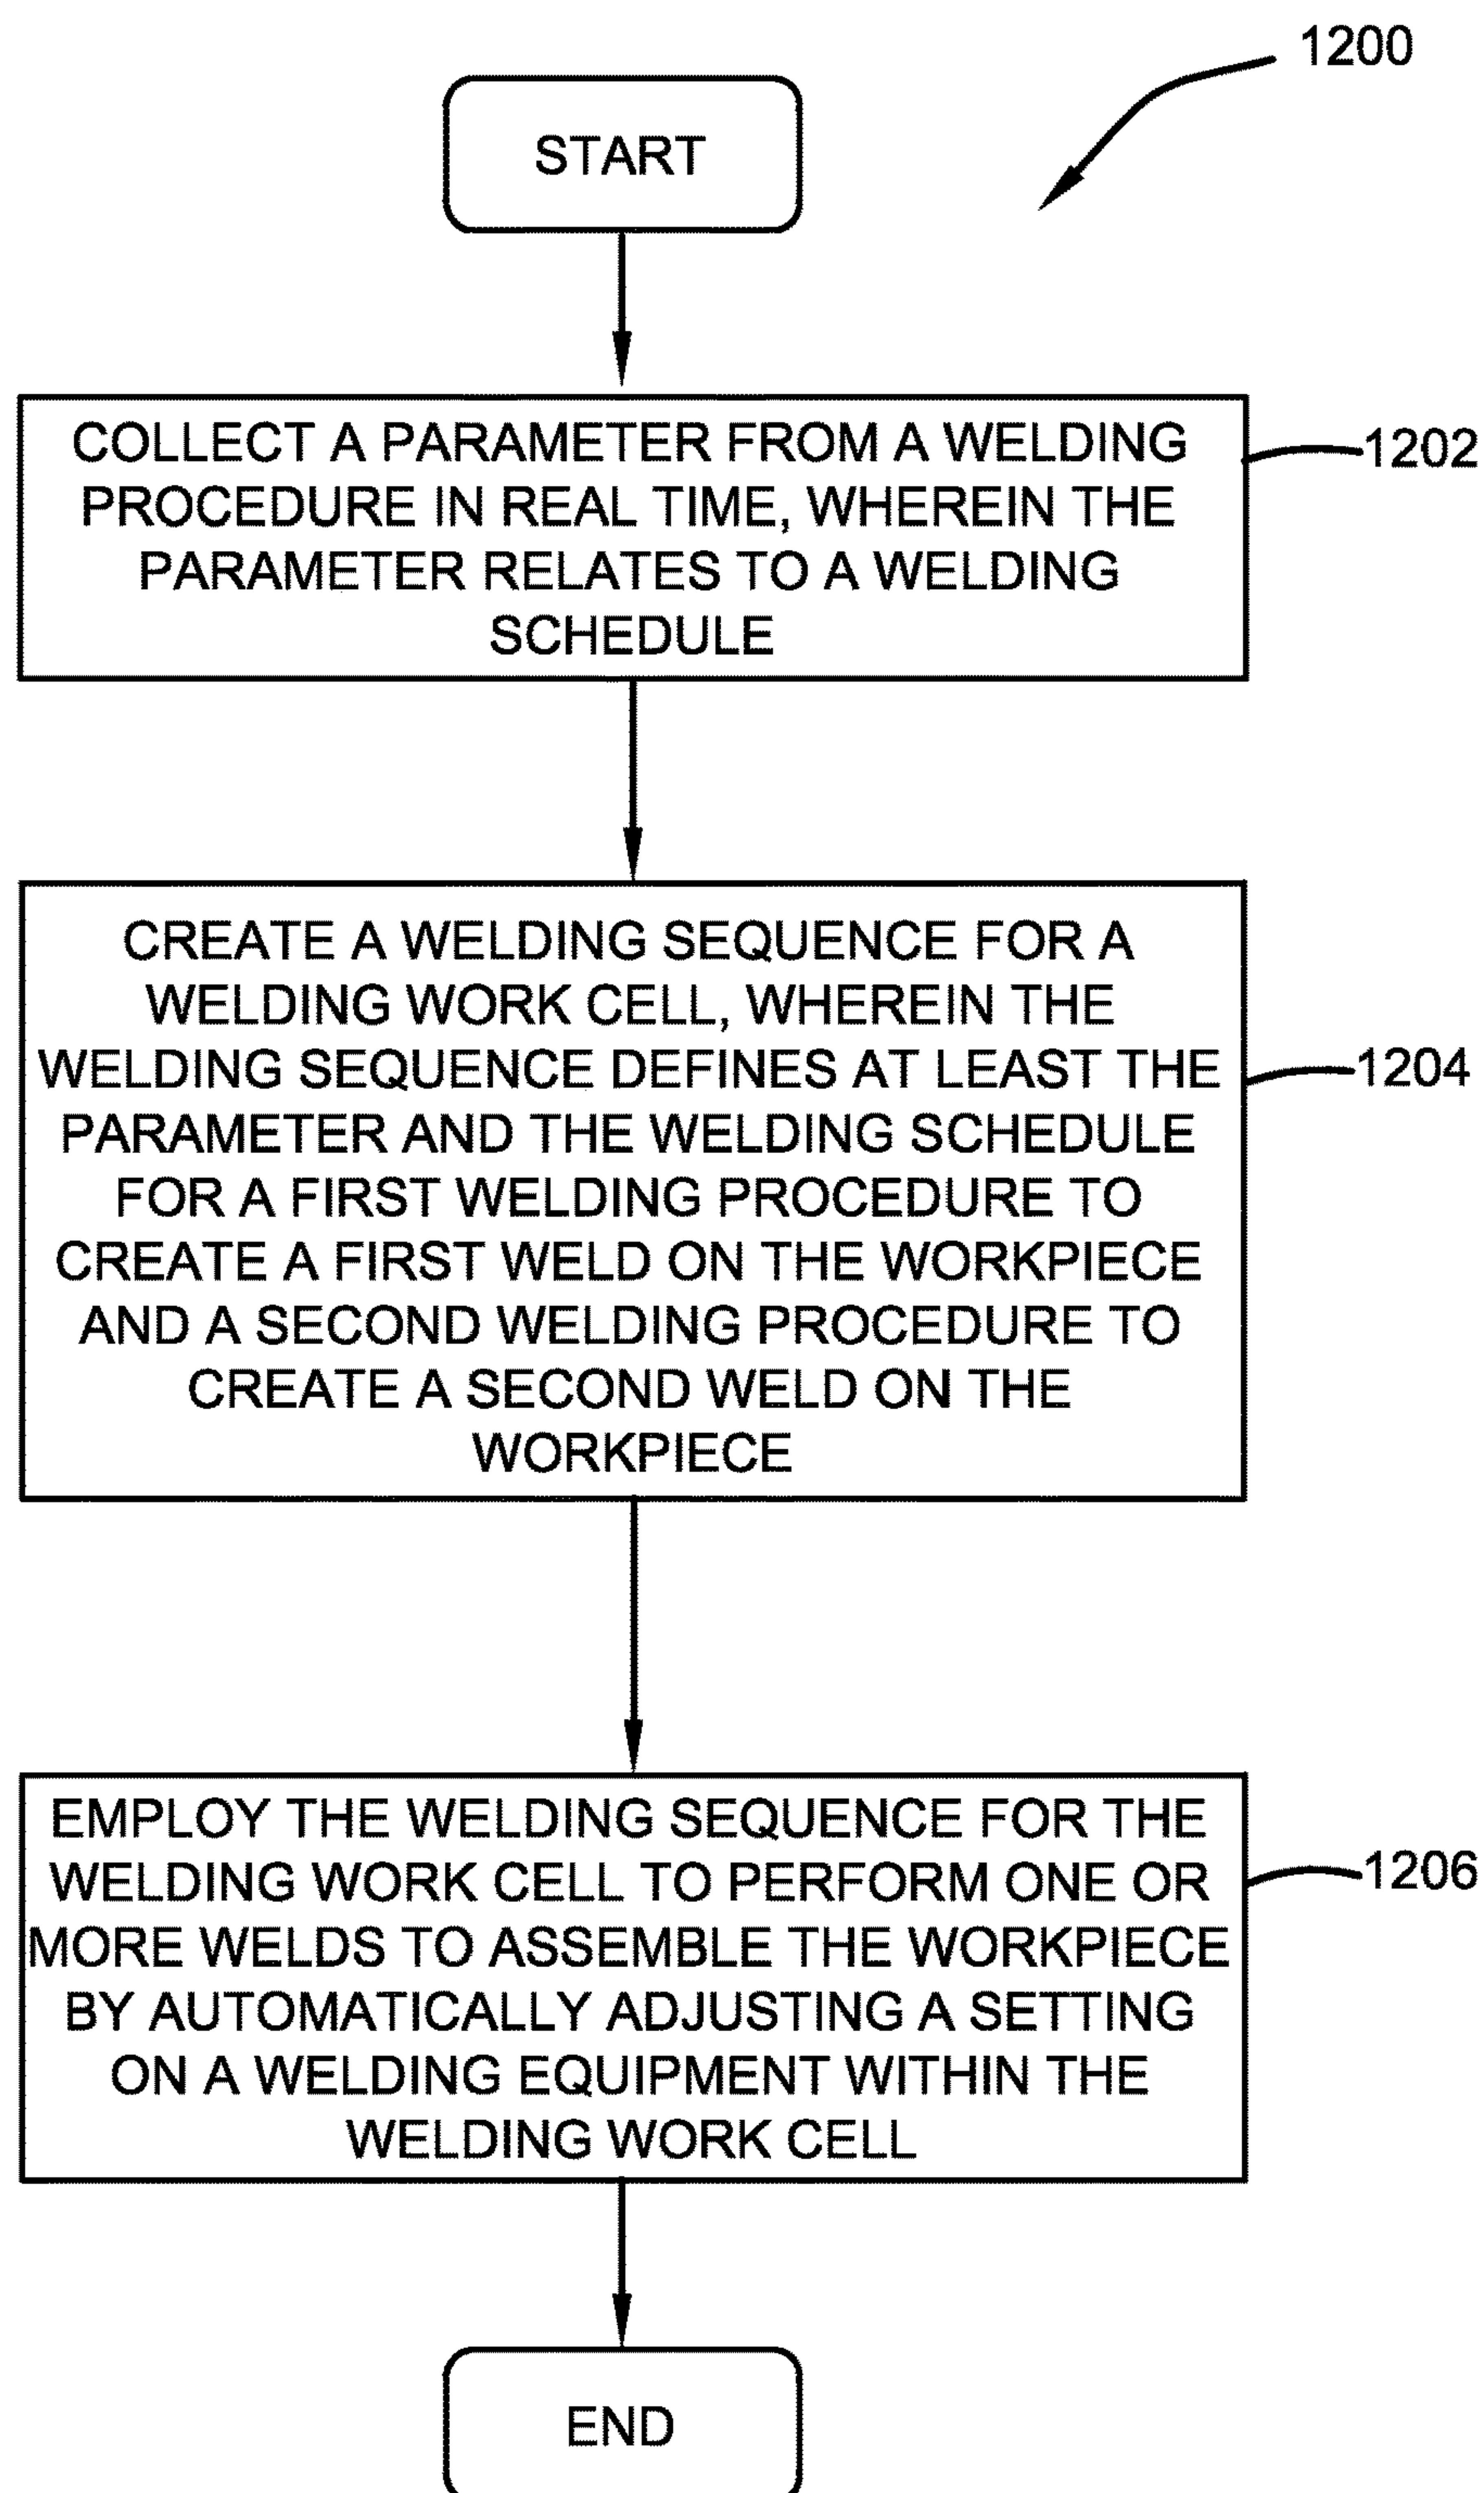 1200
START
COLLECT A PARAMETER FROM A WELDING
PROCEDURE IN REAL TIME, WHEREIN THE
PARAMETER RELATES TO A WELDING
SCHEDULE
1202
CREATE A WELDING SEQUENCE FOR A
WELDING WORK CELL, WHEREIN THE
WELDING SEQUENCE DEFINES AT LEAST THE
PARAMETER AND THE WELDING SCHEDULE
FOR A FIRST WELDING PROCEDURE TO
CREATE A FIRST WELD ON THE WORKPIECE
AND A SECOND WELDING PROCEDURE TO
CREATE A SECOND WELD ON THE
WORKPIECE
1204
EMPLOY THE WELDING SEQUENCE FOR THE
WELDING WORK CELL TO PERFORM ONE OR
MORE WELDS TO ASSEMBLE THE WORKPIECE
BY AUTOMATICALLY ADJUSTING A SETTING
ON A WELDING EQUIPMENT WITHIN THE
WELDING WORK CELL
1206
END